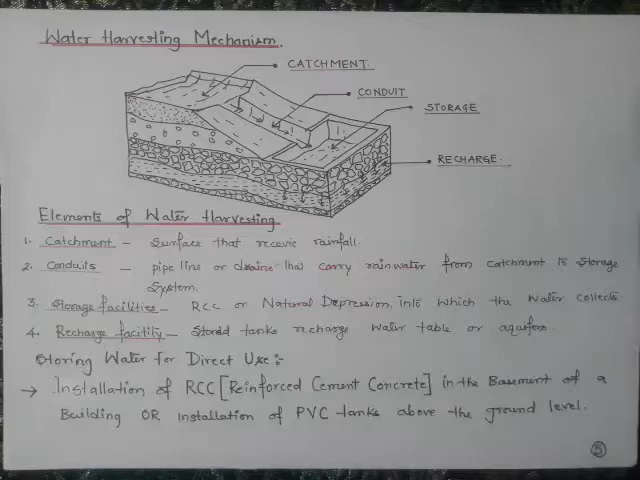 Water Harvesting Mechanism.
CATCHMENT.
CONDUIT
STORAGE
RECHARGE.
Elements of Water Harvesting
1. Catchment - Surface that recevie rainfall.
2. Conduits - pipe line or drains that carry rainwater from catchment to storage
System.
3. Storage facilities - RCC or Natural Depression, into which the water collects
4. Recharge facility - Stored tanks recharge water table or aquifers.
Storing Water for Direct Use :-
→ Installation of RCC [Reinforced Cement Concrete] in the Basement of a
Building OR installation of PVC tanks above the ground level.
5